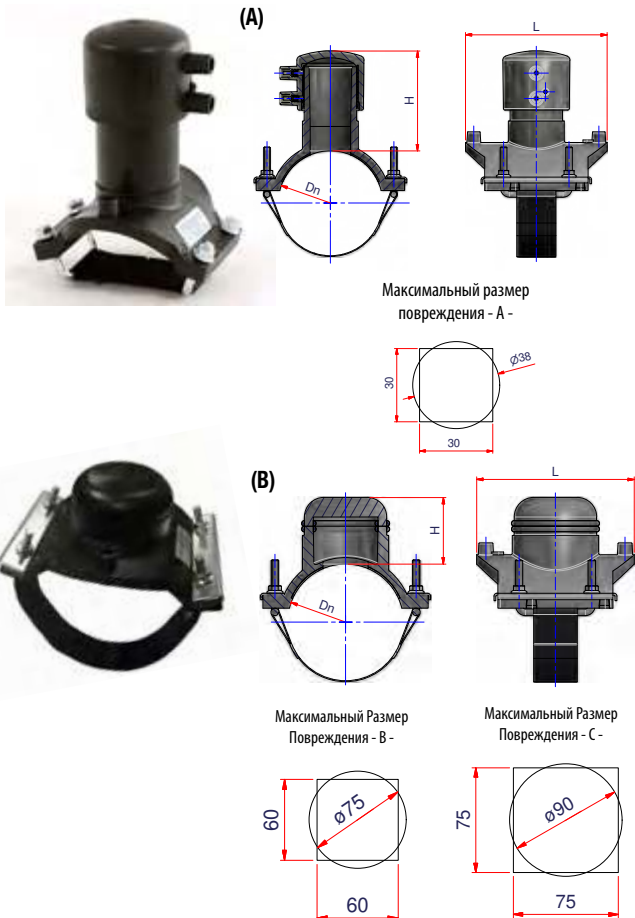 (A)
L
H
Dn
Максимальный размер
повреждения - A -
Ø38
30
30
(B)
L
H
Dn
Максимальный Размер
Повреждения - B -
Максимальный Размер
Повреждения - C -
60
ø75
60
75
ø90
75